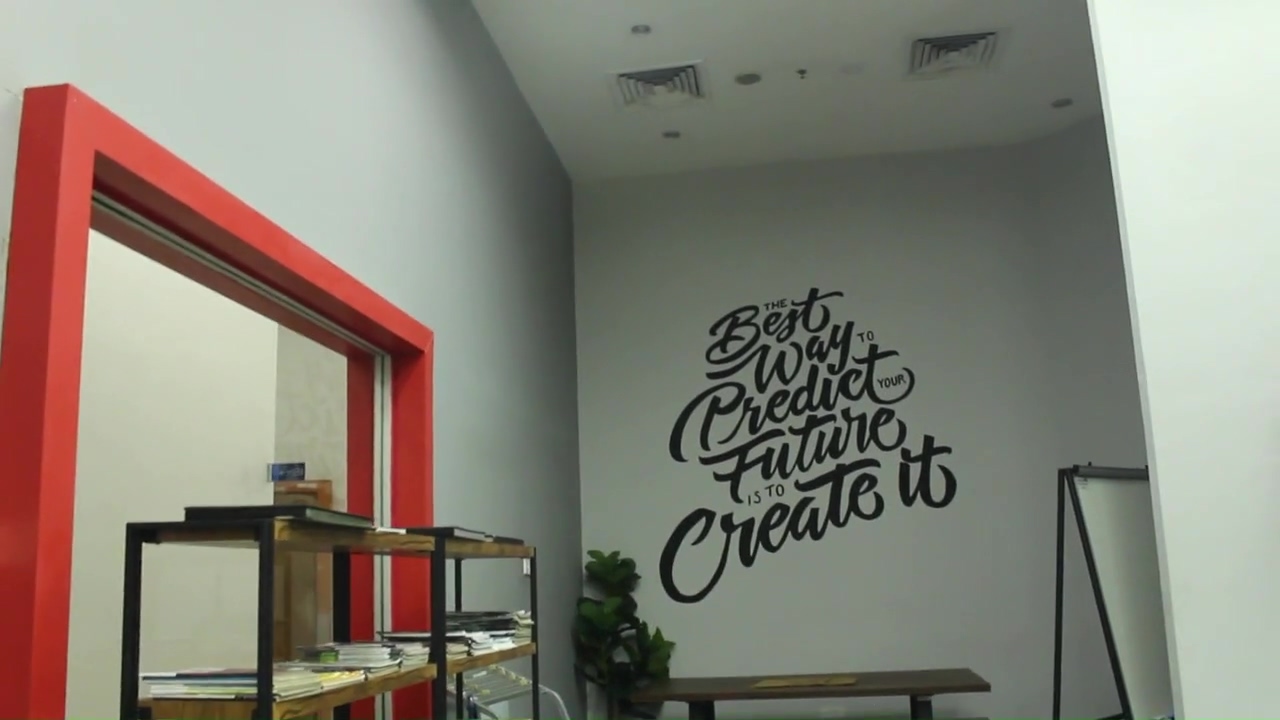 THE
Best
Way TO
Predict YOUR
Future
IS TO
Create it